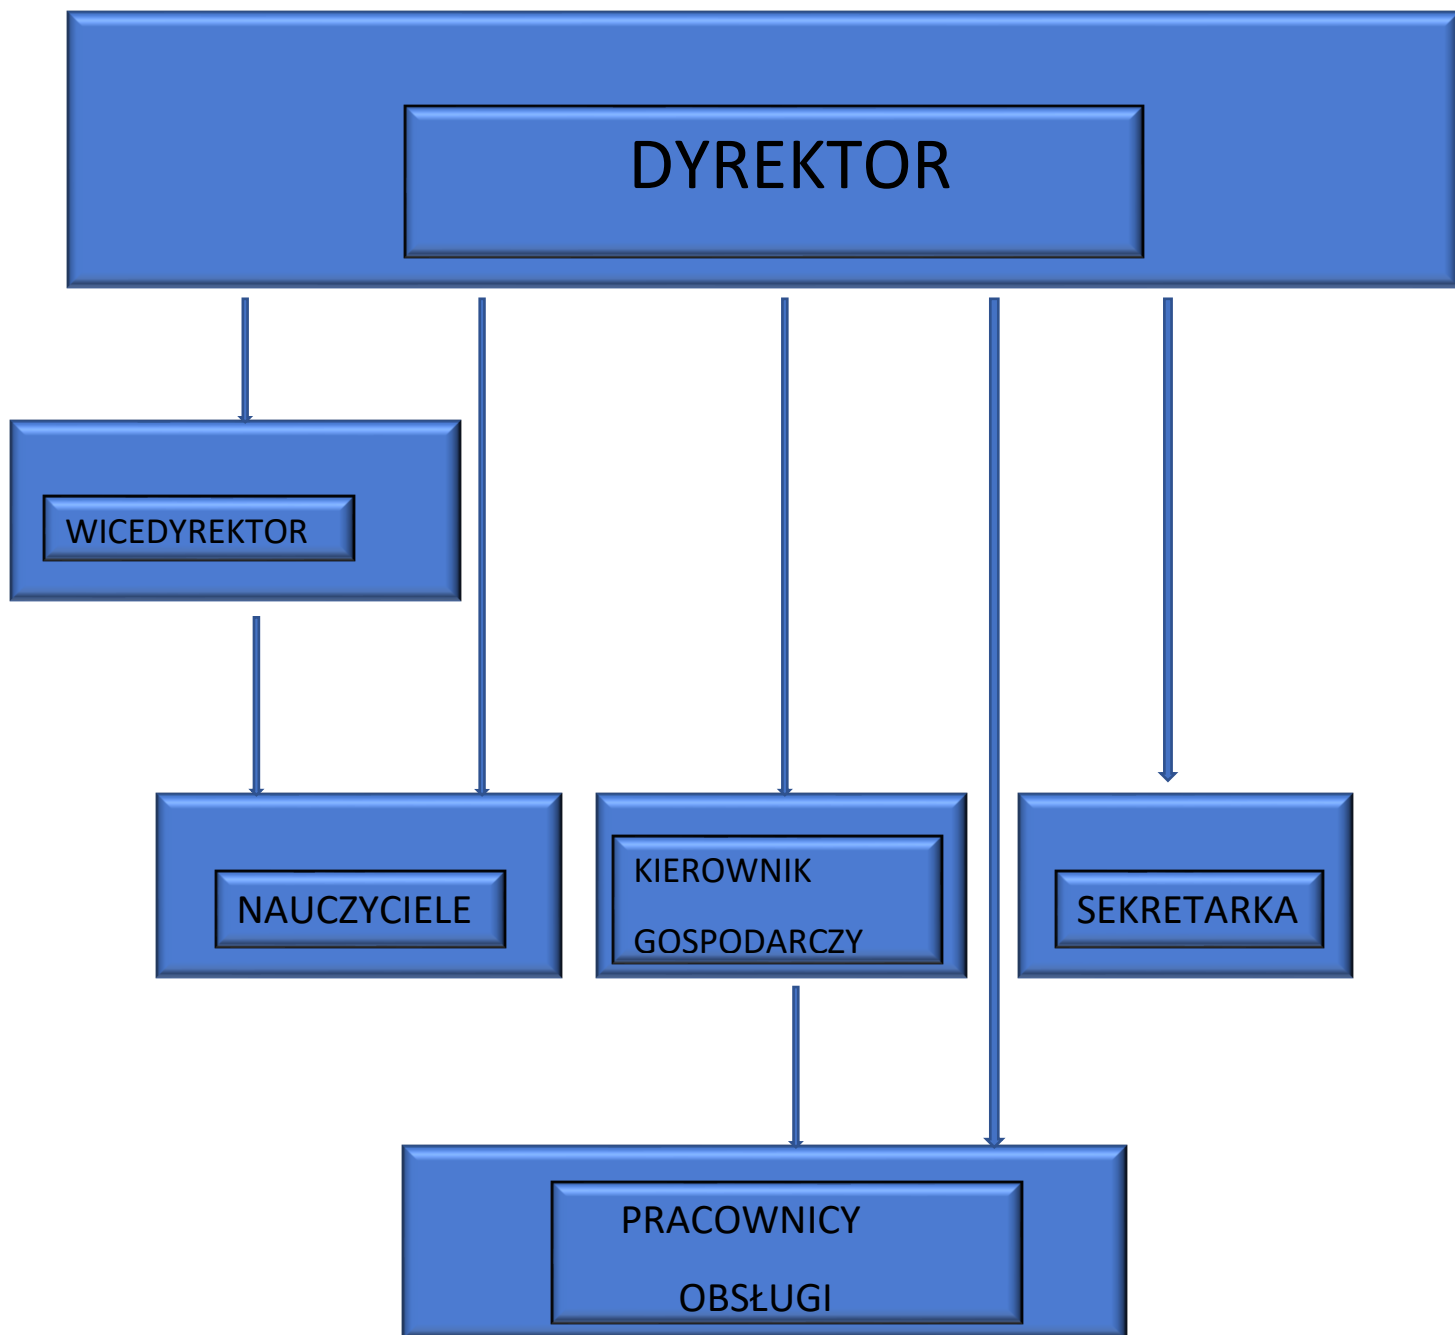 DYREKTOR
WICEDYREKTOR
NAUCZYCIELE
KIEROWNIK
GOSPODARCZY
SEKRETARKA
PRACOWNICY
OBSŁUGI